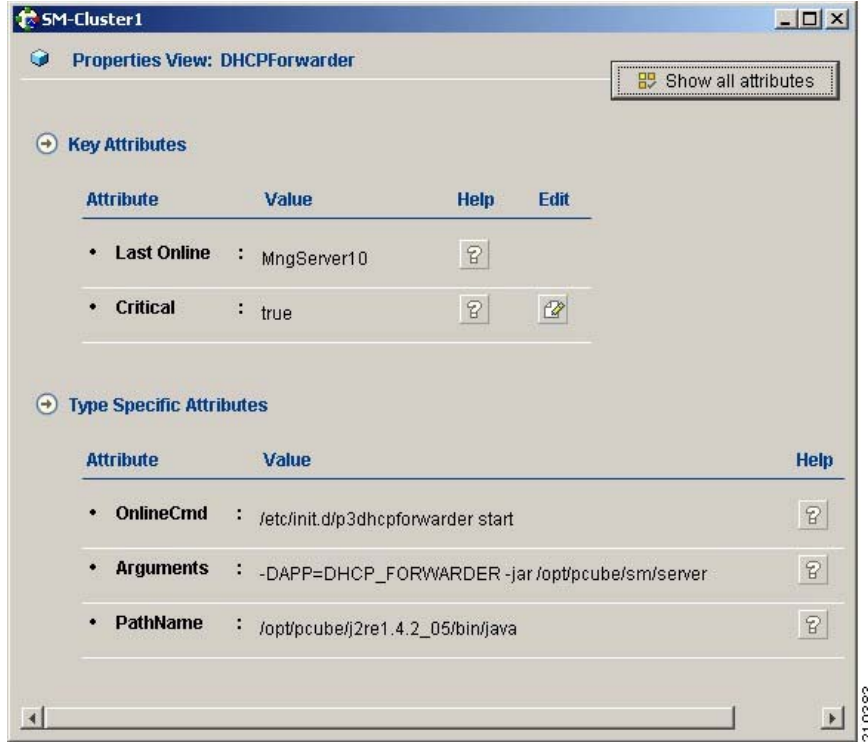 SM-Cluster1
Properties View: DHCPForwarder
Show all attributes
Key Attributes
Attribute Value Help Edit
• Last Online : MngServer10 ?
• Critical : true ?
Type Specific Attributes
Attribute Value Help
• OnlineCmd : /etc/init.d/p3dhcpforwarder start ?
• Arguments : -DAPP=DHCP_FORWARDER -jar /opt/pcube/sm/server ?
• PathName : /opt/pcube/j2re1.4.2_05/bin/java ?